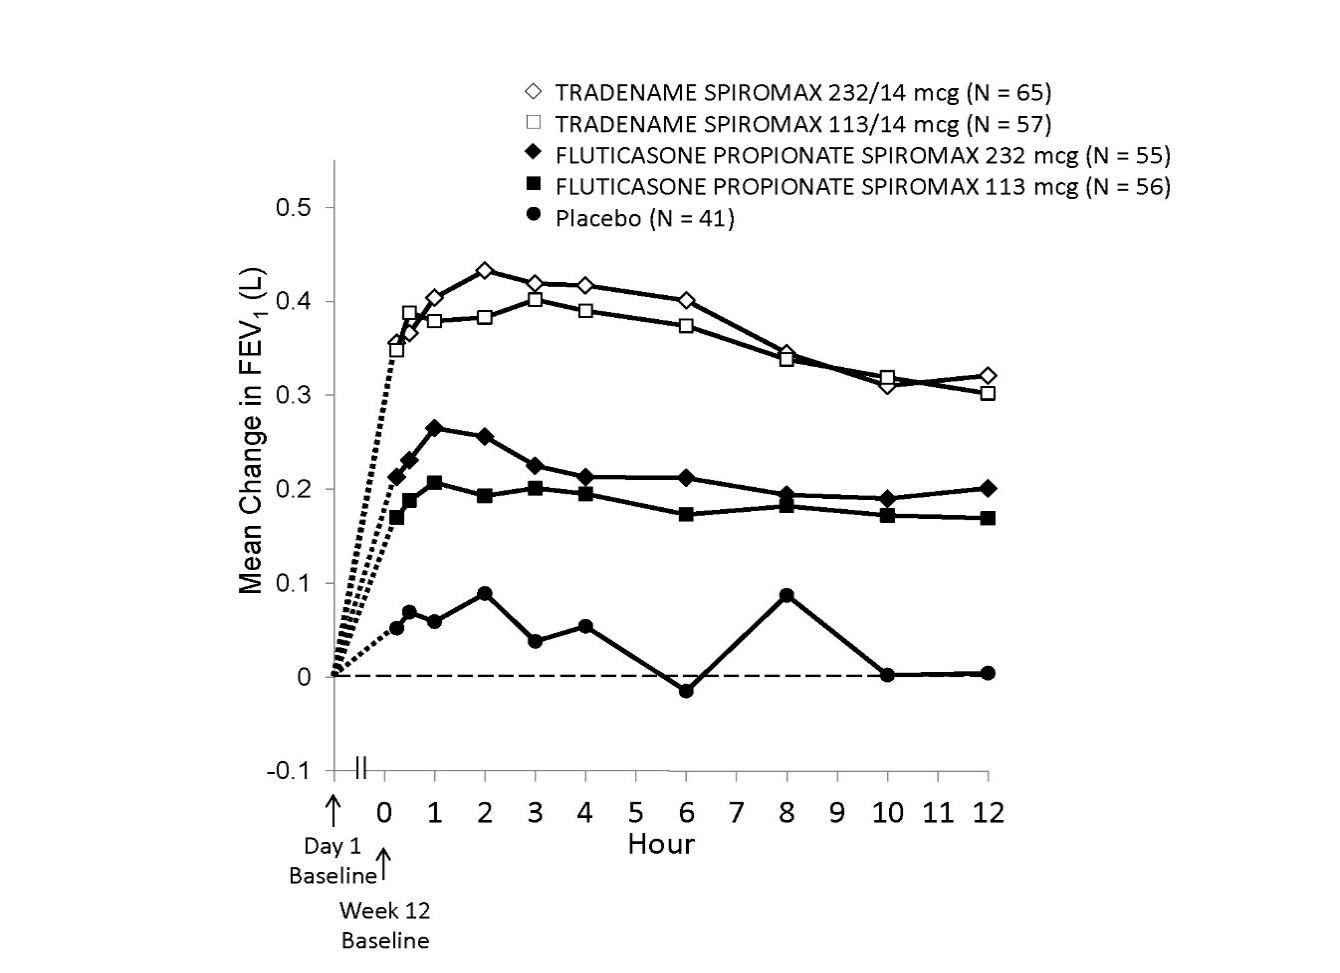 TRADENAME SPIROMAX 232/14 mcg (N = 65)
TRADENAME SPIROMAX 113/14 mcg (N = 57)
FLUTICASONE PROPIONATE SPIROMAX 232 mcg (N = 55)
FLUTICASONE PROPIONATE SPIROMAX 113 mcg (N = 56)
Placebo (N = 41)
Mean Change in FEV1 (L)
0.5
0.4
0.3
0.2
0.1
0
-0.1
0 1 2 3 4 5 6 7 8 9 10 11 12
Hour
Day 1
Baseline
Week 12
Baseline